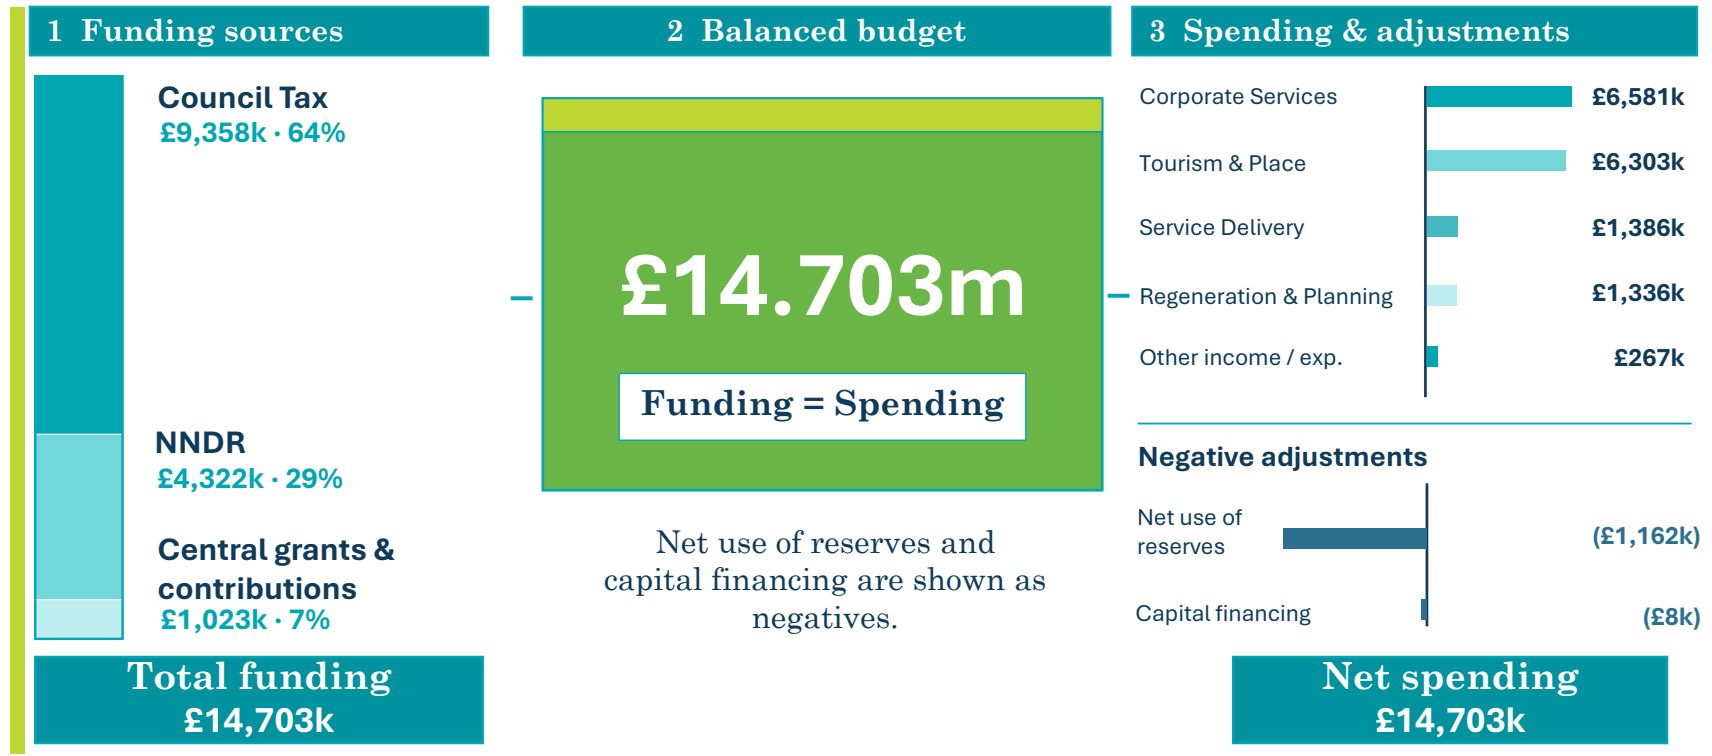 1 Funding sources
Council Tax
£9,358k · 64%
NNDR
£4,322k · 29%
Central grants &
contributions
£1,023k · 7%
Total funding
£14,703k
2 Balanced budget
£14.703m
Funding = Spending
Net use of reserves and
capital financing are shown as
negatives.
3 Spending & adjustments
Corporate Services £6,581k
Tourism & Place £6,303k
Service Delivery £1,386k
Regeneration & Planning £1,336k
Other income / exp. £267k
Negative adjustments
Net use of
reserves (£1,162k)
Capital financing (£8k)
Net spending
£14,703k